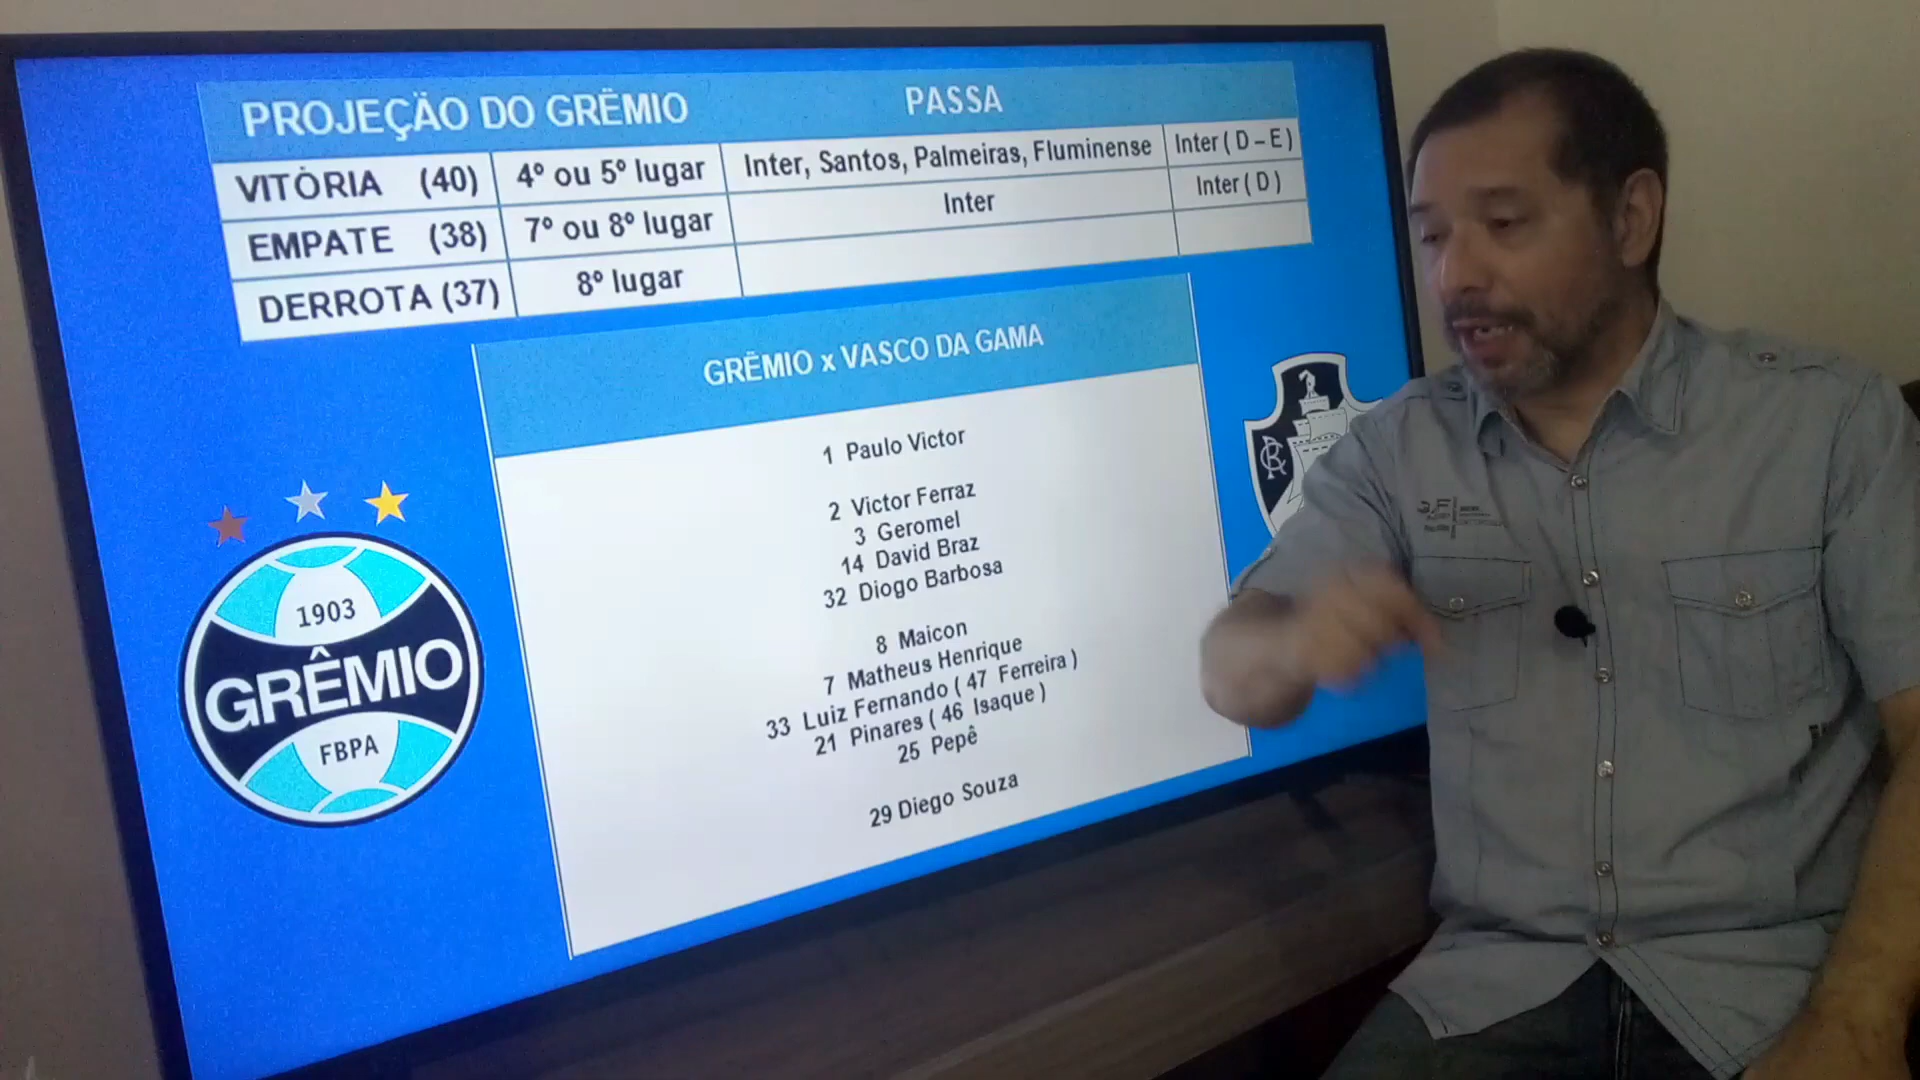 PROJEÇÃO DO GRÊMIO PASSA
VITÓRIA (40) 4º ou 5º lugar Inter, Santos, Palmeiras, Fluminense Inter ( D – E )
EMPATE (38) 7º ou 8º lugar Inter Inter ( D )
DERROTA (37) 8º lugar
GRÊMIO x VASCO DA GAMA
1 Paulo Victor
2 Victor Ferraz
3 Geromel
14 David Braz
32 Diogo Barbosa
8 Maicon
7 Matheus Henrique
33 Luiz Fernando ( 47 Ferreira )
21 Pinares ( 46 Isaque )
25 Pepê
29 Diego Souza
1903
GRÊMIO
FBPA